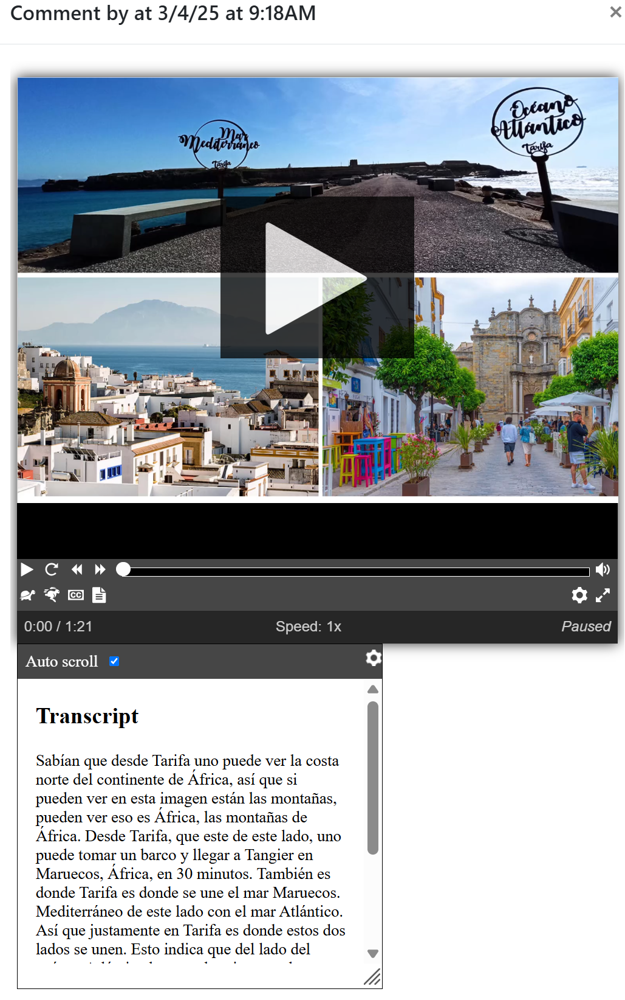 Comment by at 3/4/25 at 9:18AM
Mar
Mediterráneo
Tarifa
Océano
Atlántico
Tarifa
CC
0:00 / 1:21
Speed: 1x
Paused
Auto scroll
Transcript
Sabían que desde Tarifa uno puede ver la costa
norte del continente de África, así que si
pueden ver en esta imagen están las montañas,
pueden ver eso es África, las montañas de
África. Desde Tarifa, que este de este lado, uno
puede tomar un barco y llegar a Tangier en
Maruecos, África, en 30 minutos. También es
donde Tarifa es donde se une el mar Maruecos.
Mediterráneo de este lado con el mar Atlántico.
Así que justamente en Tarifa es donde estos dos
lados se unen. Esto indica que del lado del